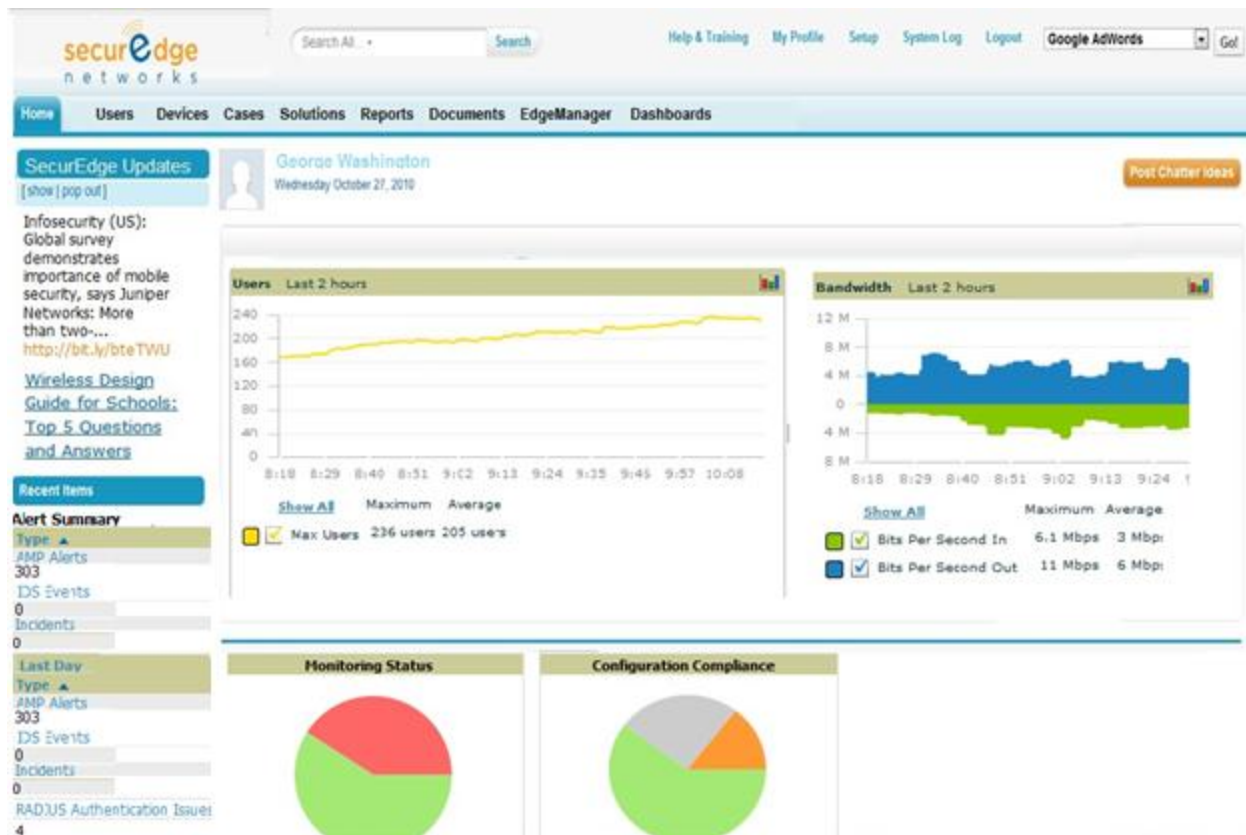 securedge
networks
Search All...
Search
Help & Training My Profile Setup System Log Logout
Google AdWords
Go!
Home Users Devices Cases Solutions Reports Documents EdgeManager Dashboards
SecurEdge Updates
[show | pop out]
Infosecurity (US):
Global survey
demonstrates
importance of mobile
security, says Juniper
Networks: More
than two-...
http://bit.ly/bteTWU
Wireless Design
Guide for Schools:
Top 5 Questions
and Answers
Recent Items
Alert Summary
Type
AMP Alerts
303
IDS Events
0
Incidents
0
Last Day
Type
AMP Alerts
303
IDS Events
0
Incidents
0
RADIUS Authentication Issues
4
George Washington
Wednesday October 27, 2010
Post Chatter Ideas
Users Last 2 hours
240
200
160
120
80
40
0
8:18 8:29 8:40 8:51 9:02 9:13 9:24 9:35 9:46 9:57 10:08
Show All Maximum Average
Max Users 236 users 205 users
Bandwidth Last 2 hours
12 M
8 M
4 M
0
4 M
8 M
8:18 8:29 8:40 8:51 9:02 9:13 9:24
Show All Maximum Average
Bits Per Second In 6.1 Mbps 3 Mbp
Bits Per Second Out 11 Mbps 6 Mbp
Monitoring Status
Configuration Compliance